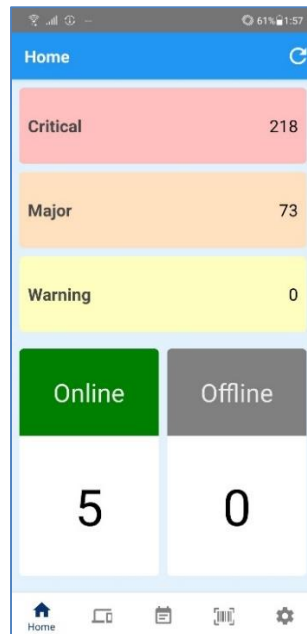 61% 1:57
Home
Critical 218
Major 73
Warning 0
Online Offline
5 0
Home